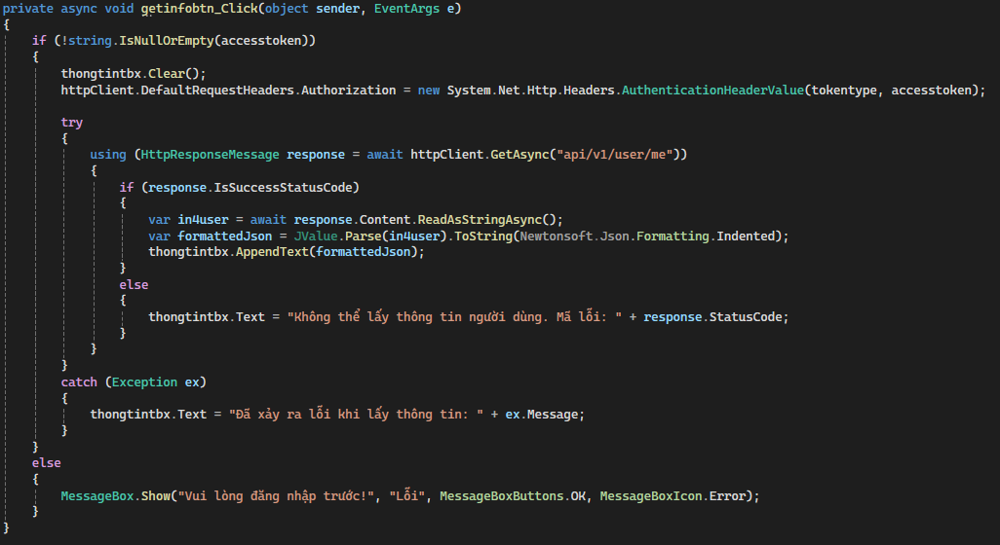 private async void getinfobtn_Click(object sender, EventArgs e)
{
if (!string.IsNullOrEmpty(accesstoken))
{
thongtintbx.Clear();
httpClient.DefaultRequestHeaders.Authorization = new System.Net.Http.Headers.AuthenticationHeaderValue(tokentype, accesstoken);
try
{
using (HttpResponseMessage response = await httpClient.GetAsync("api/v1/user/me"))
{
if (response.IsSuccessStatusCode)
{
var in4user = await response.Content.ReadAsStringAsync();
var formattedJson = JValue.Parse(in4user).ToString(Newtonsoft.Json.Formatting.Indented);
thongtintbx.AppendText(formattedJson);
}
else
{
thongtintbx.Text = "Không thể lấy thông tin người dùng. Mã lỗi: " + response.StatusCode;
}
}
}
catch (Exception ex)
{
thongtintbx.Text = "Đã xảy ra lỗi khi lấy thông tin: " + ex.Message;
}
}
else
{
MessageBox.Show("Vui lòng đăng nhập trước!", "Lỗi", MessageBoxButtons.OK, MessageBoxIcon.Error);
}
}